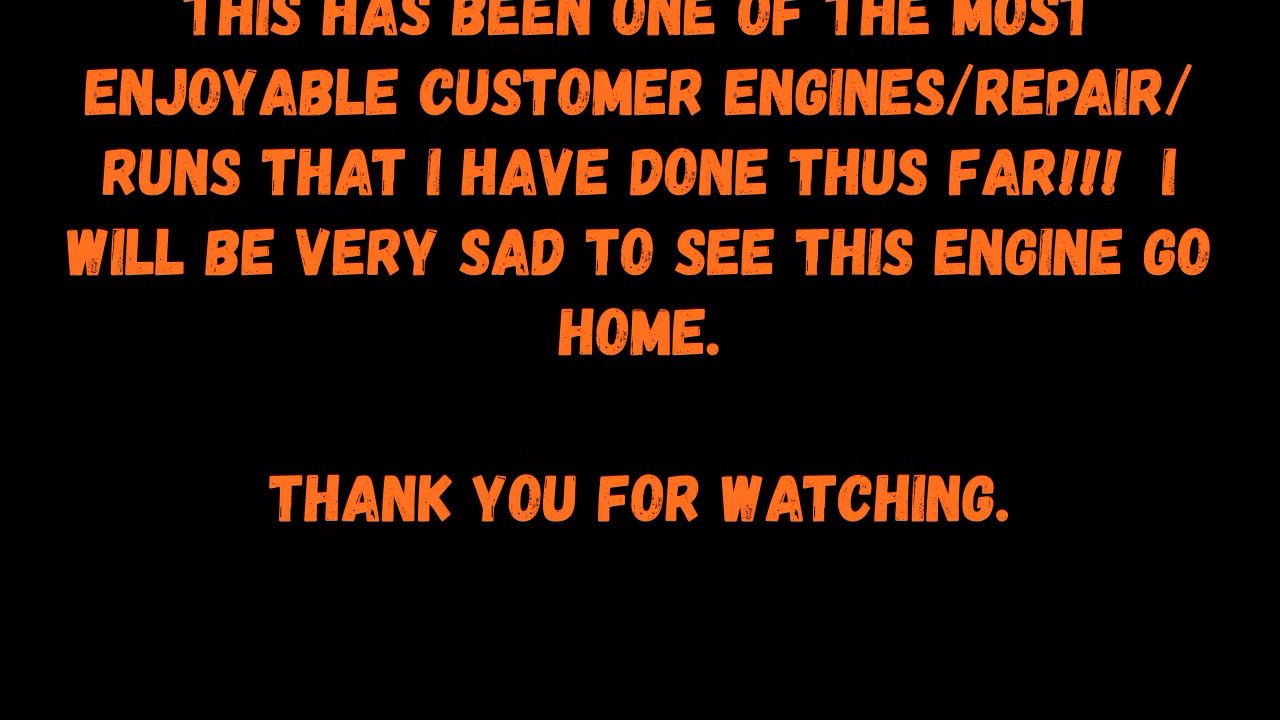 THIS HAS BEEN ONE OF THE MOST
ENJOYABLE CUSTOMER ENGINES/REPAIR/
RUNS THAT I HAVE DONE THUS FAR!!! I
WILL BE VERY SAD TO SEE THIS ENGINE GO
HOME.
THANK YOU FOR WATCHING.